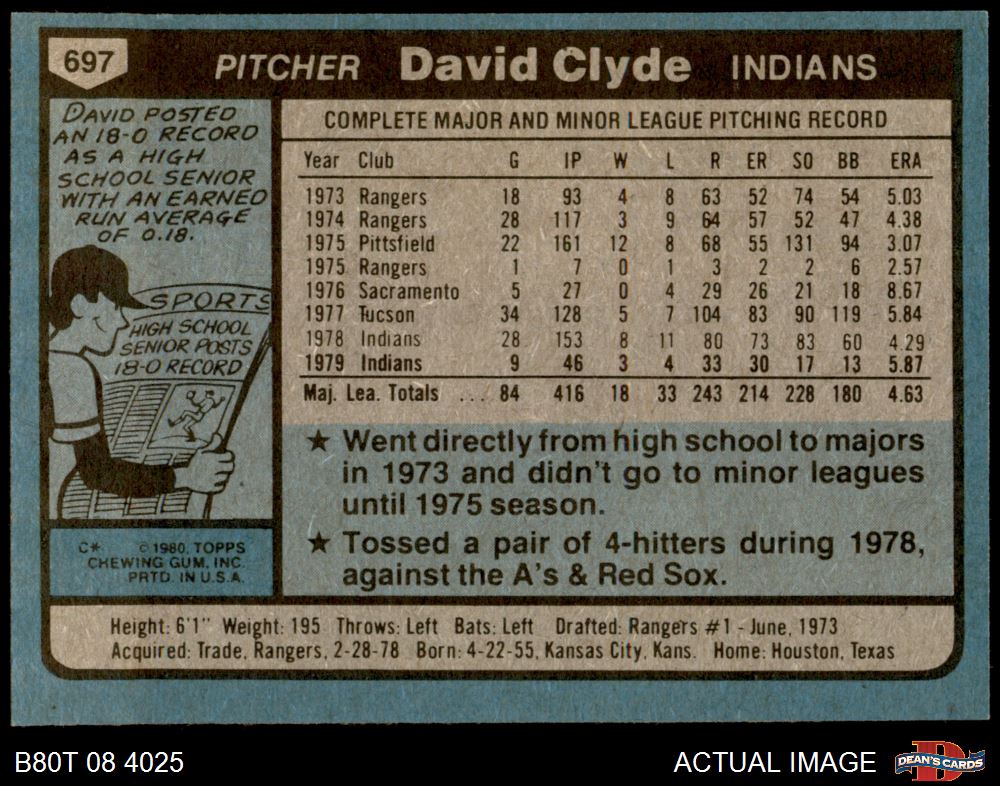 697 PITCHER David Clyde INDIANS
DAVID POSTED
AN 18-0 RECORD
AS A HIGH
SCHOOL SENIOR
WITH AN EARNED
RUN AVERAGE
OF 0.18.
SPORTS
HIGH SCHOOL
SENIOR POSTS
18-0 RECORD
C* © 1980, TOPPS
CHEWING GUM, INC.
PRTD. IN U.S.A.
COMPLETE MAJOR AND MINOR LEAGUE PITCHING RECORD
Year Club G IP W L R ER SO BB ERA
1973 Rangers 18 93 4 8 63 52 74 54 5.03
1974 Rangers 28 117 3 9 64 57 52 47 4.38
1975 Pittsfield 22 161 12 8 68 55 131 94 3.07
1975 Rangers 1 7 0 1 3 2 2 6 2.57
1976 Sacramento 5 27 0 4 29 26 21 18 8.67
1977 Tucson 34 128 5 7 104 83 90 119 5.84
1978 Indians 28 153 8 11 80 73 83 60 4.29
1979 Indians 9 46 3 4 33 30 17 13 5.87
Maj. Lea. Totals ... 84 416 18 33 243 214 228 180 4.63
★ Went directly from high school to majors
in 1973 and didn't go to minor leagues
until 1975 season.
★ Tossed a pair of 4-hitters during 1978,
against the A's & Red Sox.
Height: 6'1" Weight: 195 Throws: Left Bats: Left Drafted: Rangers #1 - June, 1973
Acquired: Trade, Rangers, 2-28-78 Born: 4-22-55, Kansas City, Kans. Home: Houston, Texas
B80T 08 4025 ACTUAL IMAGE DEAN'S CARDS